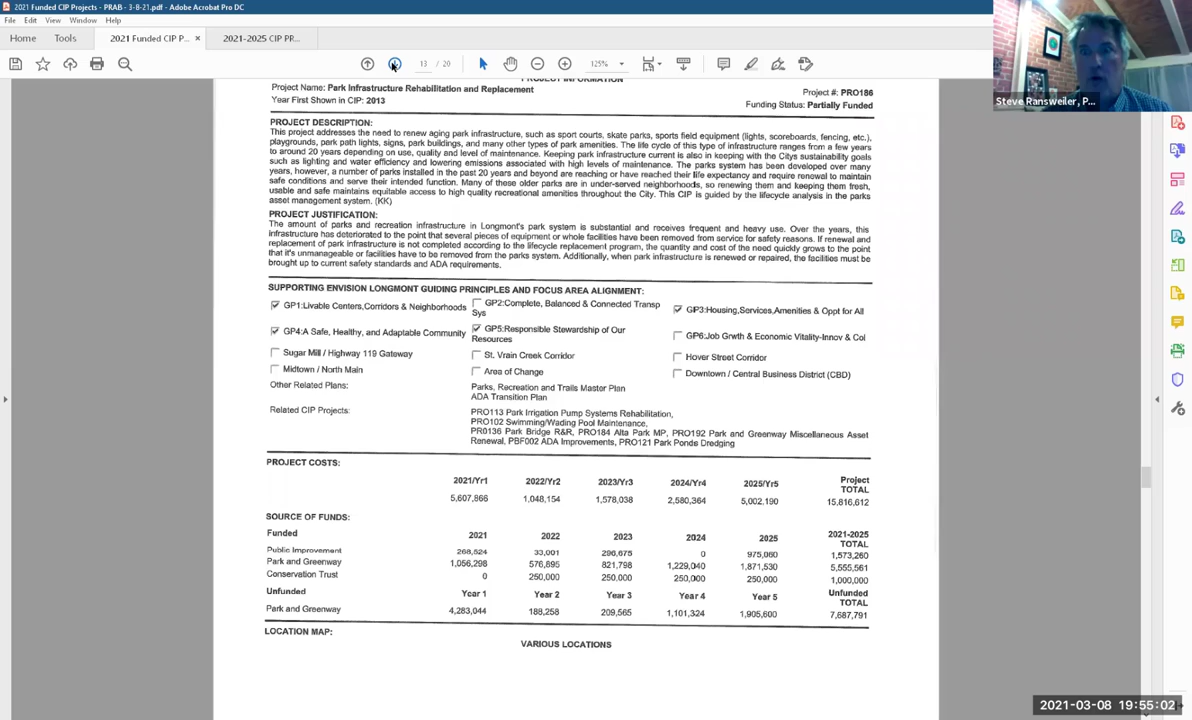 2021 Funded CIP Projects - PRAB - 3-8-21.pdf - Adobe Acrobat Pro DC
File Edit View Window Help
Home Tools 2021 Funded CIP P... × 2021-2025 CIP PR...
13 / 20 125%
Steve Ransweiler, P...
PROJECT INFORMATION
Project Name: Park Infrastructure Rehabilitation and Replacement Project #: PRO186
Year First Shown in CIP: 2013 Funding Status: Partially Funded
PROJECT DESCRIPTION:
This project addresses the need to renew aging park infrastructure, such as sport courts, skate parks, sports field equipment (lights, scoreboards, fencing, etc.),
playgrounds, park path lights, signs, park buildings, and many other types of park amenities. The life cycle of this type of infrastructure ranges from a few years
to around 20 years depending on use, quality and level of maintenance. Keeping park infrastructure current is also in keeping with the Citys sustainability goals
such as lighting and water efficiency and lowering emissions associated with high levels of maintenance. The parks system has been developed over many
years, however, a number of parks installed in the past 20 years and beyond are reaching or have reached their life expectancy and require renewal to maintain
safe conditions and serve their intended function. Many of these older parks are in under-served neighborhoods, so renewing them and keeping them fresh,
usable and safe maintains equitable access to high quality recreational amenities throughout the City. This CIP is guided by the lifecycle analysis in the parks
asset management system. (KK)
PROJECT JUSTIFICATION:
The amount of parks and recreation infrastructure in Longmont's park system is substantial and receives frequent and heavy use. Over the years, this
infrastructure has deteriorated to the point that several pieces of equipment or whole facilities have been removed from service for safety reasons. If renewal and
replacement of park infrastructure is not completed according to the lifecycle replacement program, the quantity and cost of the need quickly grows to the point
that it's unmanageable or facilities have to be removed from the parks system. Additionally, when park infrastructure is renewed or repaired, the facilities must be
brought up to current safety standards and ADA requirements.
SUPPORTING ENVISION LONGMONT GUIDING PRINCIPLES AND FOCUS AREA ALIGNMENT:
GP1:Livable Centers,Corridors & Neighborhoods GP2:Complete, Balanced & Connected Transp Sys GP3:Housing,Services,Amenities & Oppt for All
GP4:A Safe, Healthy, and Adaptable Community GP5:Responsible Stewardship of Our Resources GP6:Job Grwth & Economic Vitality-Innov & Col
Sugar Mill / Highway 119 Gateway St. Vrain Creek Corridor Hover Street Corridor
Midtown / North Main Area of Change Downtown / Central Business District (CBD)
Other Related Plans: Parks, Recreation and Trails Master Plan
ADA Transition Plan
Related CIP Projects: PRO113 Park Irrigation Pump Systems Rehabilitation,
PRO102 Swimming/Wading Pool Maintenance,
PR0136 Park Bridge R&R, PRO184 Alta Park MP, PRO192 Park and Greenway Miscellaneous Asset
Renewal, PBF002 ADA Improvements, PRO121 Park Ponds Dredging
PROJECT COSTS:
2021/Yr1 2022/Yr2 2023/Yr3 2024/Yr4 2025/Yr5 Project TOTAL
5,607,866 1,048,154 1,578,038 2,580,364 5,002,190 15,816,612
SOURCE OF FUNDS:
Funded 2021 2022 2023 2024 2025 2021-2025 TOTAL
Public Improvement 268,524 33,001 296,675 0 975,060 1,573,260
Park and Greenway 1,056,298 576,895 821,798 1,229,040 1,871,530 5,555,561
Conservation Trust 0 250,000 250,000 250,000 250,000 1,000,000
Unfunded Year 1 Year 2 Year 3 Year 4 Year 5 Unfunded TOTAL
Park and Greenway 4,283,044 188,258 209,565 1,101,324 1,905,600 7,687,791
LOCATION MAP:
VARIOUS LOCATIONS
2021-03-08 19:55:02